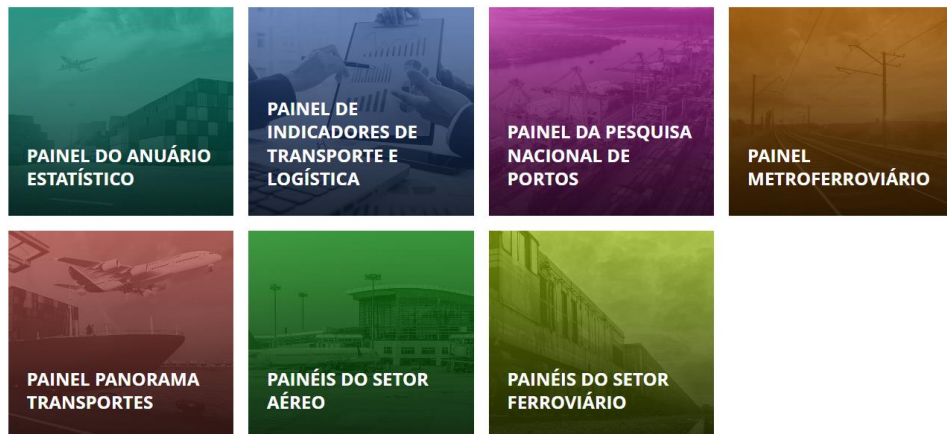 PAINEL DO ANUÁRIO
ESTATÍSTICO
PAINEL DE
INDICADORES DE
TRANSPORTE E
LOGÍSTICA
PAINEL DA PESQUISA
NACIONAL DE
PORTOS
PAINEL
METROFERROVIÁRIO
PAINEL PANORAMA
TRANSPORTES
PAINÉIS DO SETOR
AÉREO
PAINÉIS DO SETOR
FERROVIÁRIO